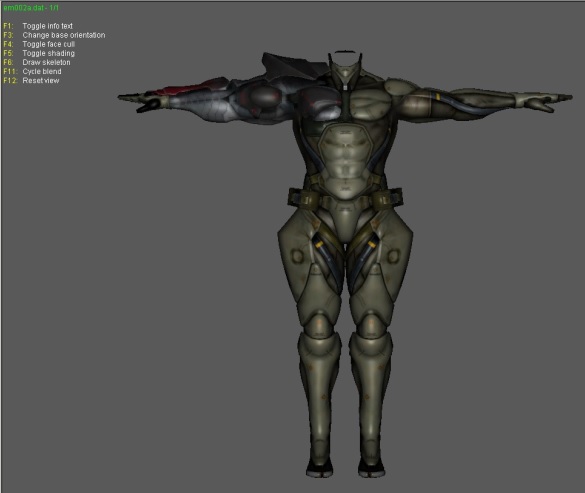 em002a.dat- 1/1
F1: Toggle info text
F3: Change base orientation
F4: Toggle face cull
F5: Toggle shading
F6: Draw skeleton
F11: Cycle blend
F12: Reset view